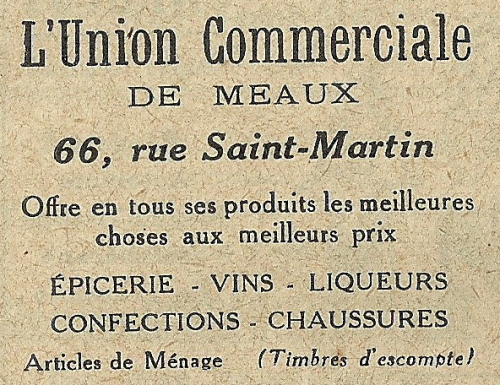 L'Union Commerciale
DE MEAUX
66, rue Saint-Martin
Offre en tous ses produits les meilleures
choses aux meilleurs prix
ÉPICERIE - VINS - LIQUEURS
CONFECTIONS - CHAUSSURES
Articles de Ménage (Timbres d'escompte)